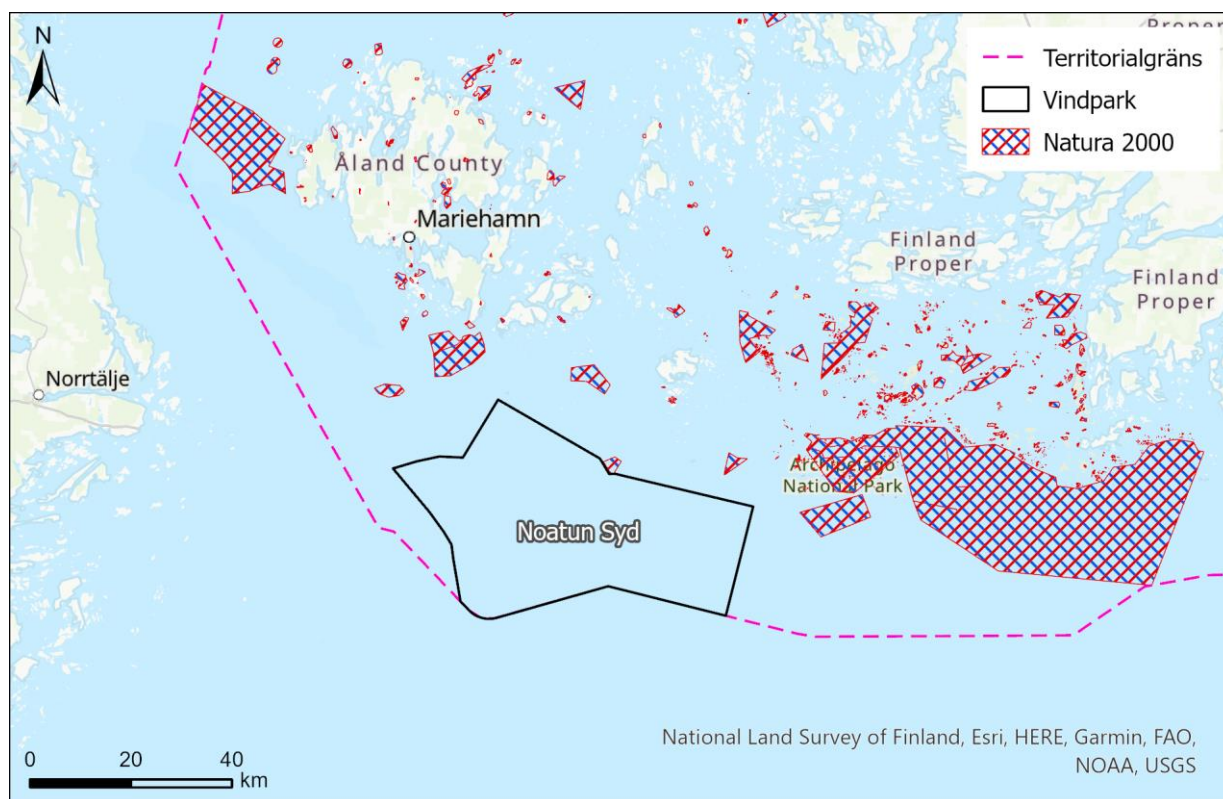 N
Proper
Territorialgräns
Vindpark
Natura 2000
Åland County
Mariehamn
Finland
Proper
Finland
Proper
Norrtälje
Archipelago
National Park
Noatun Syd
National Land Survey of Finland, Esri, HERE, Garmin, FAO,
NOAA, USGS
0 20 40
km